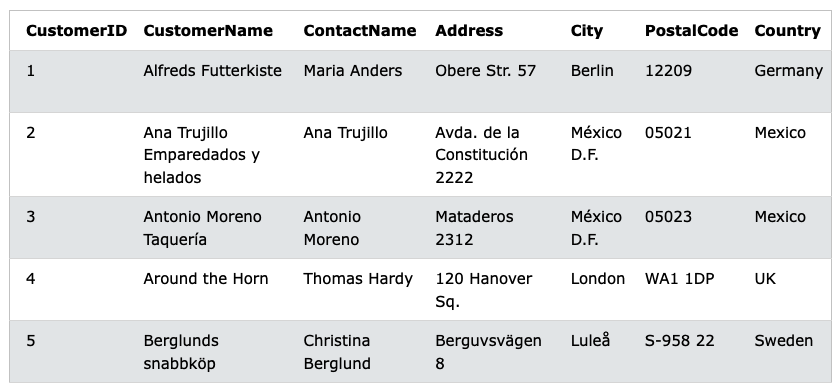 CustomerID CustomerName ContactName Address City PostalCode Country
1 Alfreds Futterkiste Maria Anders Obere Str. 57 Berlin 12209 Germany
2 Ana Trujillo Ana Trujillo Avda. de la México 05021 Mexico
Emparedados y Constitución D.F.
helados 2222
3 Antonio Moreno Antonio Mataderos México 05023 Mexico
Taquería Moreno 2312 D.F.
4 Around the Horn Thomas Hardy 120 Hanover London WA1 1DP UK
Sq.
5 Berglunds Christina Berguvsvägen Luleå S-958 22 Sweden
snabbköp Berglund 8